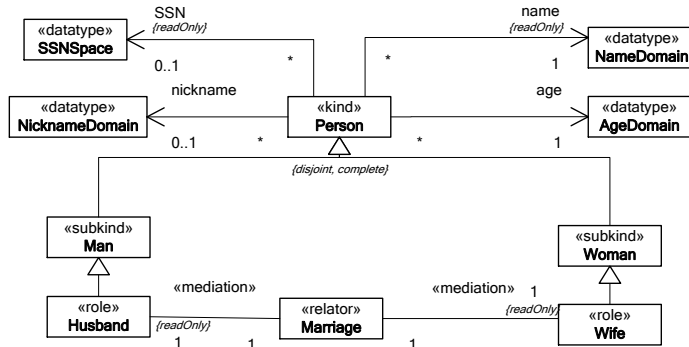 SSN
{readOnly}
name
{readOnly}
«datatype»
SSNSpace
«datatype»
NameDomain
0..1
*
*
1
nickname
age
«datatype»
NicknameDomain
«kind»
Person
«datatype»
AgeDomain
0..1
*
*
1
{disjoint, complete}
«subkind»
Man
«subkind»
Woman
«mediation»
«mediation»
1
«role»
Husband
{readOnly}
«relator»
Marriage
{readOnly}
«role»
Wife
1
1
1